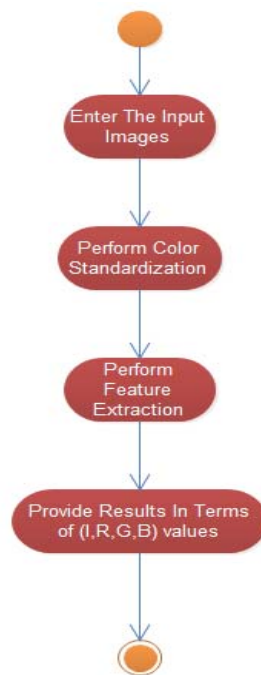 Enter The Input
Images
Perform Color
Standardization
Perform
Feature
Extraction
Provide Results In Terms
of (I,R,G,B) values